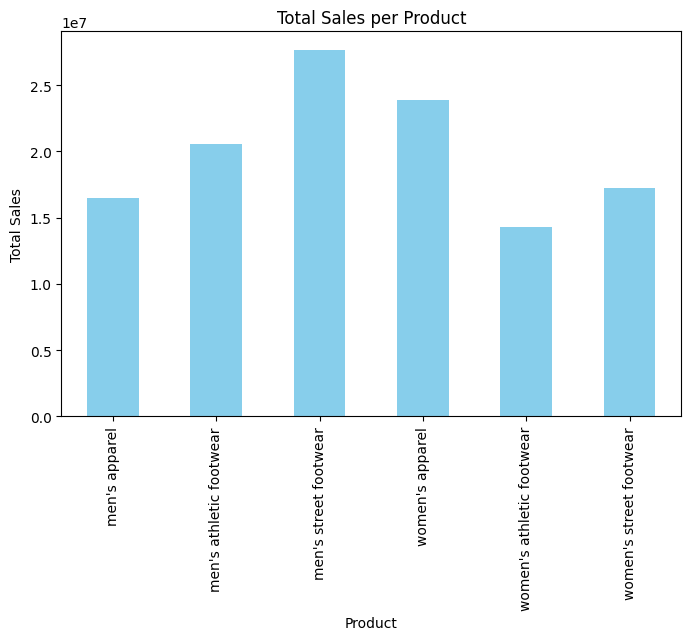 Total Sales per Product
1e7
2.5
2.0
1.5
1.0
0.5
0.0
Total Sales
men's apparel
men's athletic footwear
men's street footwear
women's apparel
women's athletic footwear
women's street footwear
Product